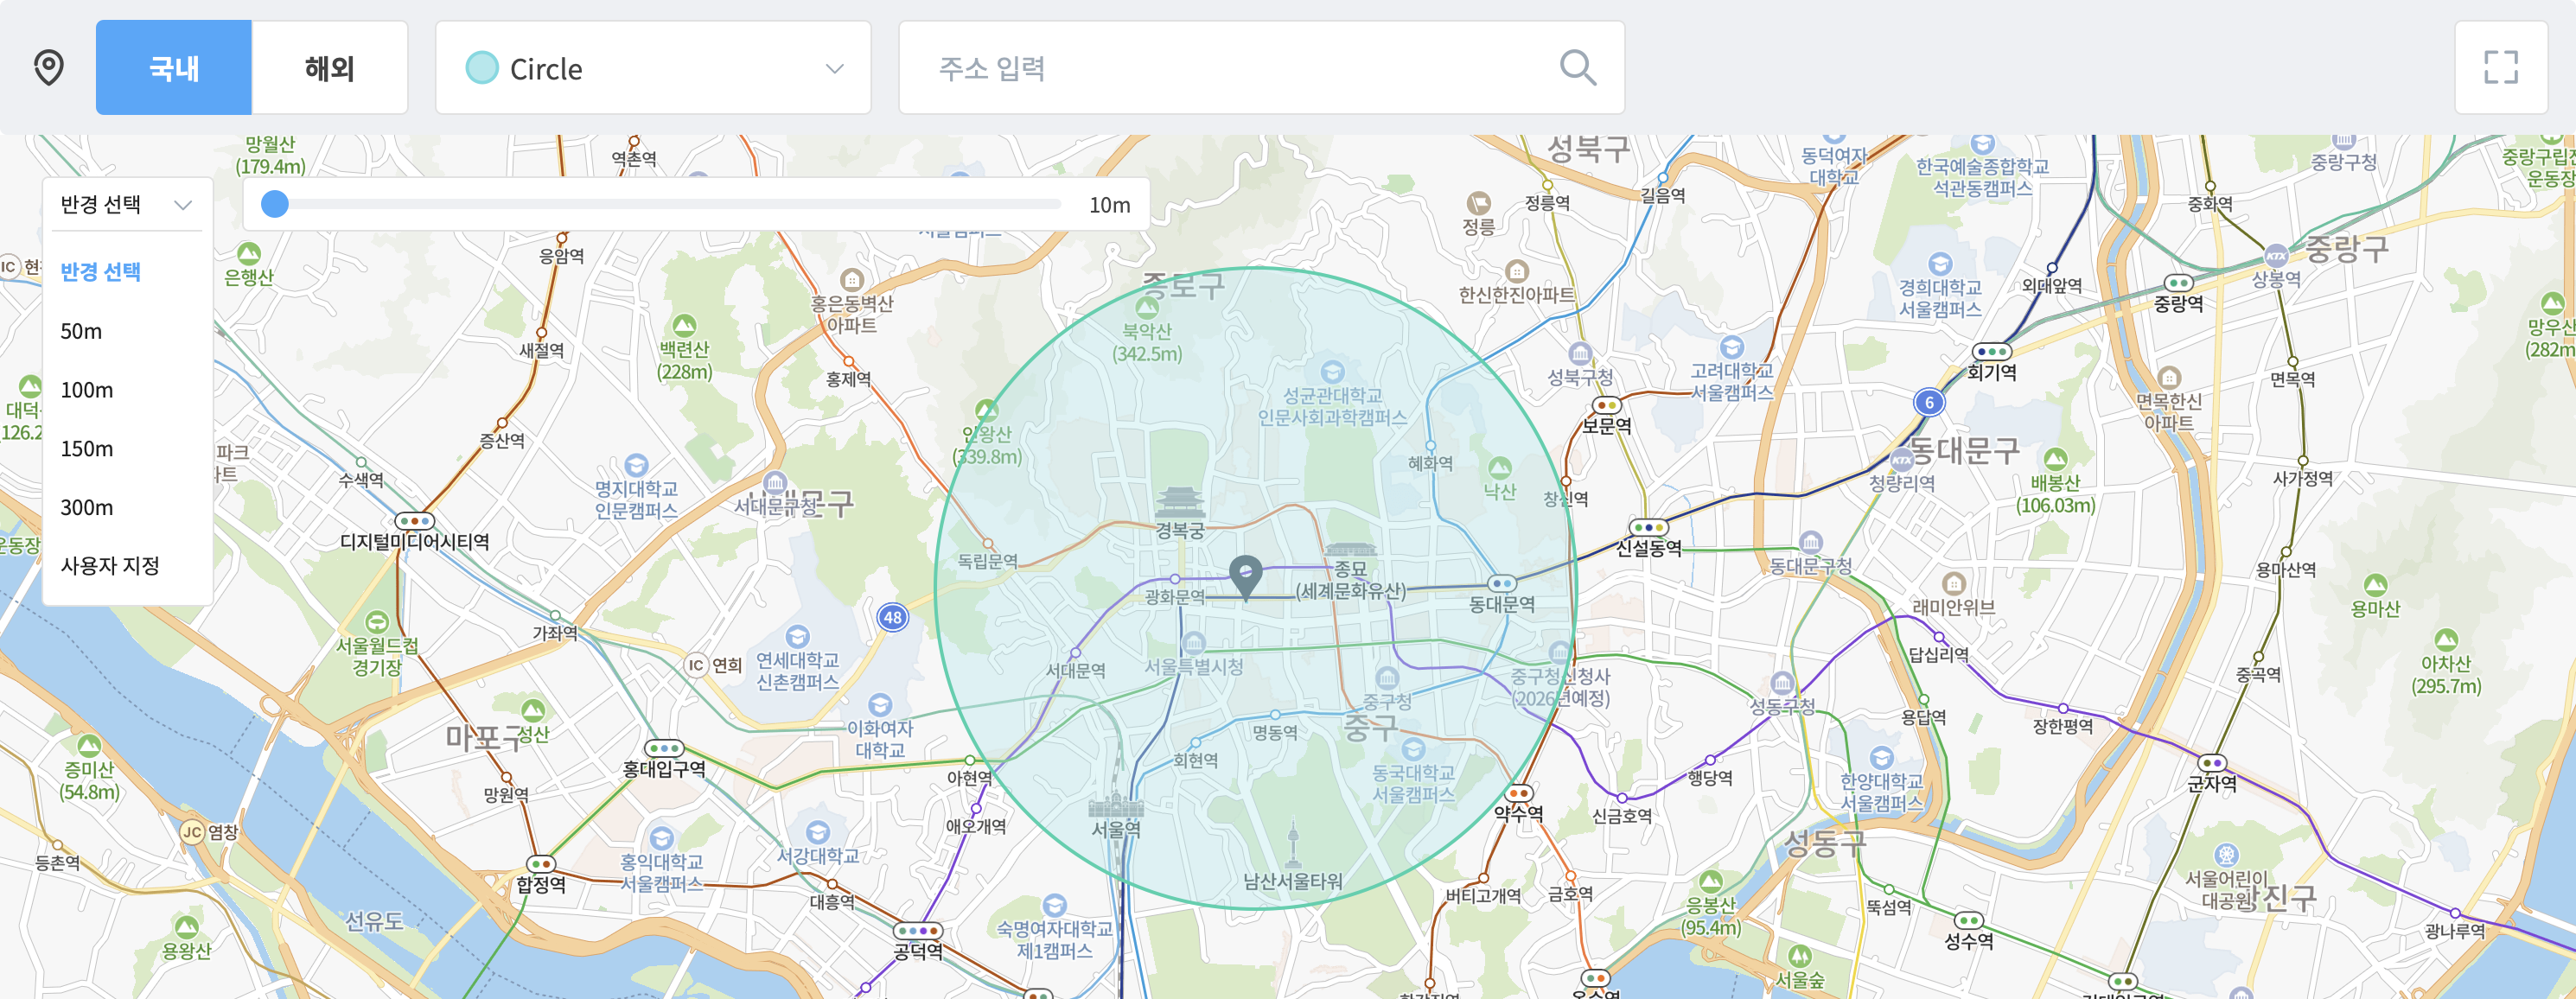 국내
해외
Circle
주소 입력
반경 선택
10m
반경 선택
50m
100m
150m
300m
사용자 지정
망월산
(179.4m)
역촌역
성북구
동덕여자
대학교
한국예술종합학교
석관동캠퍼스
중랑구청
정릉역
길음역
중화역
정릉
은행산
응암역
IC
홍은동벽산
아파트
종로구
북악산
(342.5m)
한신한진아파트
경희대학교
서울캠퍼스
외대앞역
KTX
상봉역
중랑구
중랑역
백련산
(228m)
새절역
홍제역
성균관대학교
인문사회과학캠퍼스
성북구청
고려대학교
서울캠퍼스
회기역
면목역
면목한신
아파트
6
보문역
증산역
인왕산
(339.8m)
혜화역
낙산
창신역
동대문구
KTX
청량리역
배봉산
(106.03m)
사가정역
수색역
명지대학교
인문캠퍼스
서대문구청
경복궁
디지털미디어시티역
독립문역
종묘
(세계문화유산)
신설동역
동대문구청
용마산역
용마산
광화문역
동대문역
래미안위브
48
가좌역
서울월드컵
경기장
IC 연희
연세대학교
신촌캠퍼스
서대문역
서울특별시청
중구청
중구청신청사
(2026년예정)
성동구청
답십리역
중곡역
아차산
(295.7m)
이화여자
대학교
명동역
중구
용답역
장한평역
마포구
성산
홍대입구역
아현역
회현역
동국대학교
서울캠퍼스
행당역
한양대학교
서울캠퍼스
군자역
증미산
(54.8m)
망원역
애오개역
서울역
약수역
신금호역
성동구
JC 염창
등촌역
합정역
홍익대학교
서울캠퍼스
서강대학교
대흥역
남산서울타워
버티고개역
금호역
응봉산
(95.4m)
뚝섬역
서울어린이
대공원
선유도
용왕산
공덕역
숙명여자대학교
제1캠퍼스
서울숲
성수역
광나루역